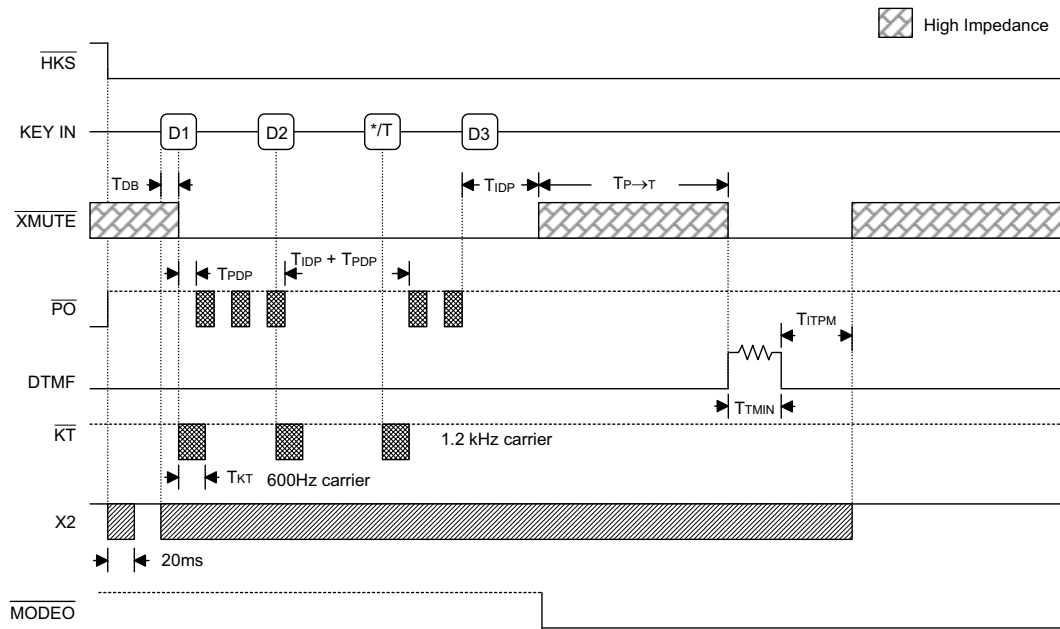 High Impedance
HKS
KEY IN
D1
D2
*/T
D3
TDB
TIDP
TP→T
XMUTE
TPDP
TIDP + TPDP
PO
TITPM
DTMF
TTMIN
KT
1.2 kHz carrier
TKT
600Hz carrier
X2
20ms
MODEO